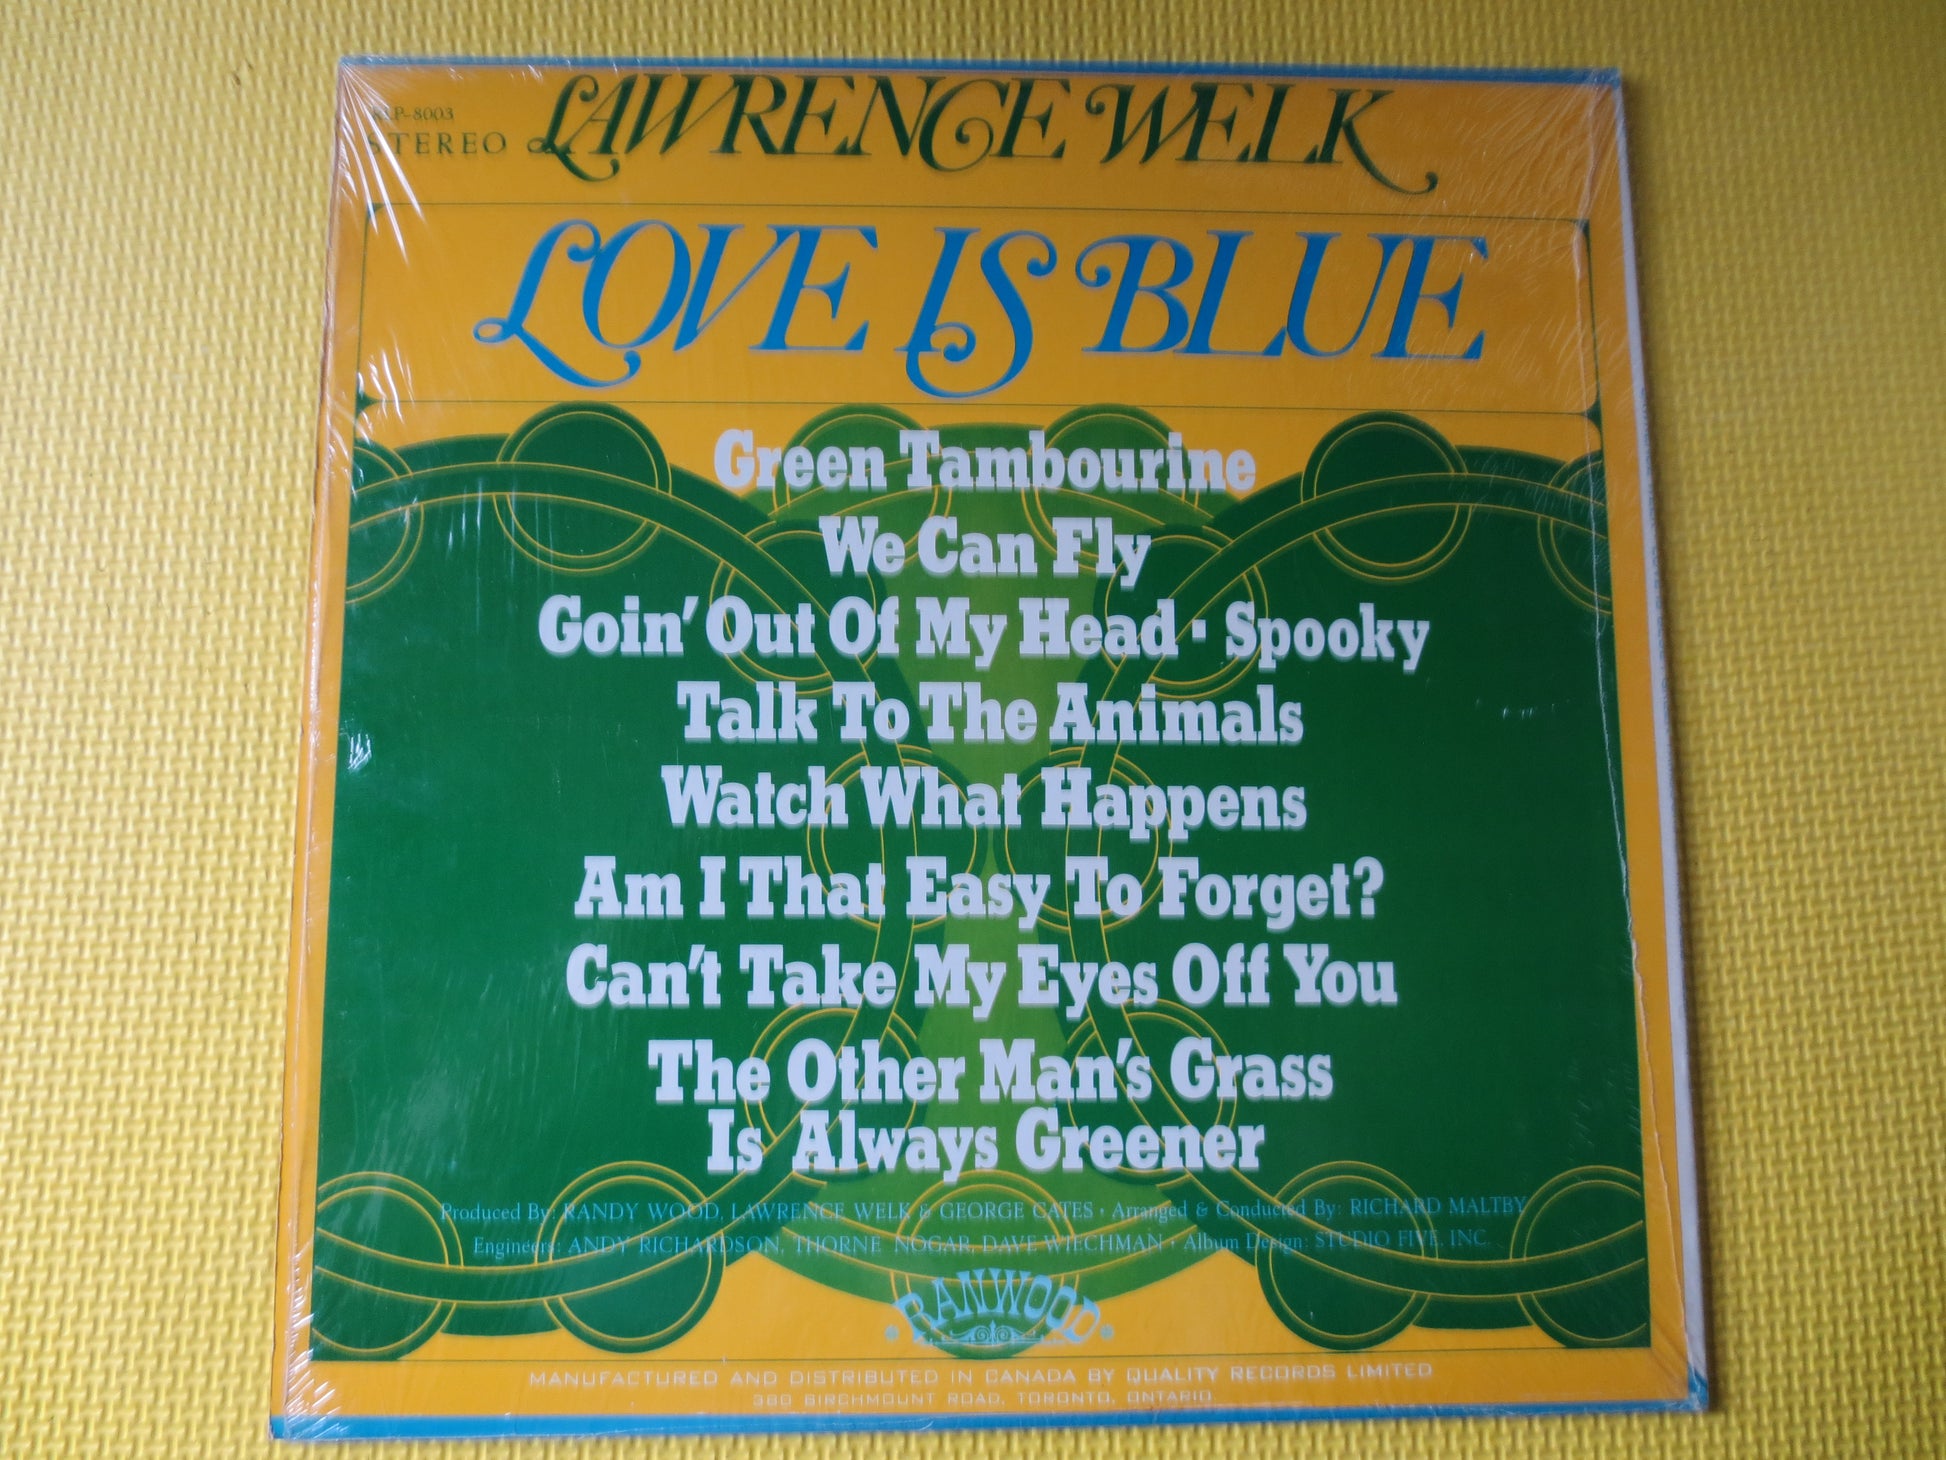 RLP-8003
STEREO
LAWRENCE WELK
LOVE IS BLUE
Green Tambourine
We Can Fly
Goin' Out Of My Head · Spooky
Talk To The Animals
Watch What Happens
Am I That Easy To Forget?
Can't Take My Eyes Off You
The Other Man's Grass
Is Always Greener
Produced By: RANDY WOOD, LAWRENCE WELK & GEORGE CATES • Arranged & Conducted By: RICHARD MALTBY
Engineers: ANDY RICHARDSON, THORNE NOGAR, DAVE WIECHMAN • Album Design: STUDIO FIVE, INC.
RANWOOD
MANUFACTURED AND DISTRIBUTED IN CANADA BY QUALITY RECORDS LIMITED
380 BIRCHMOUNT ROAD, TORONTO, ONTARIO.